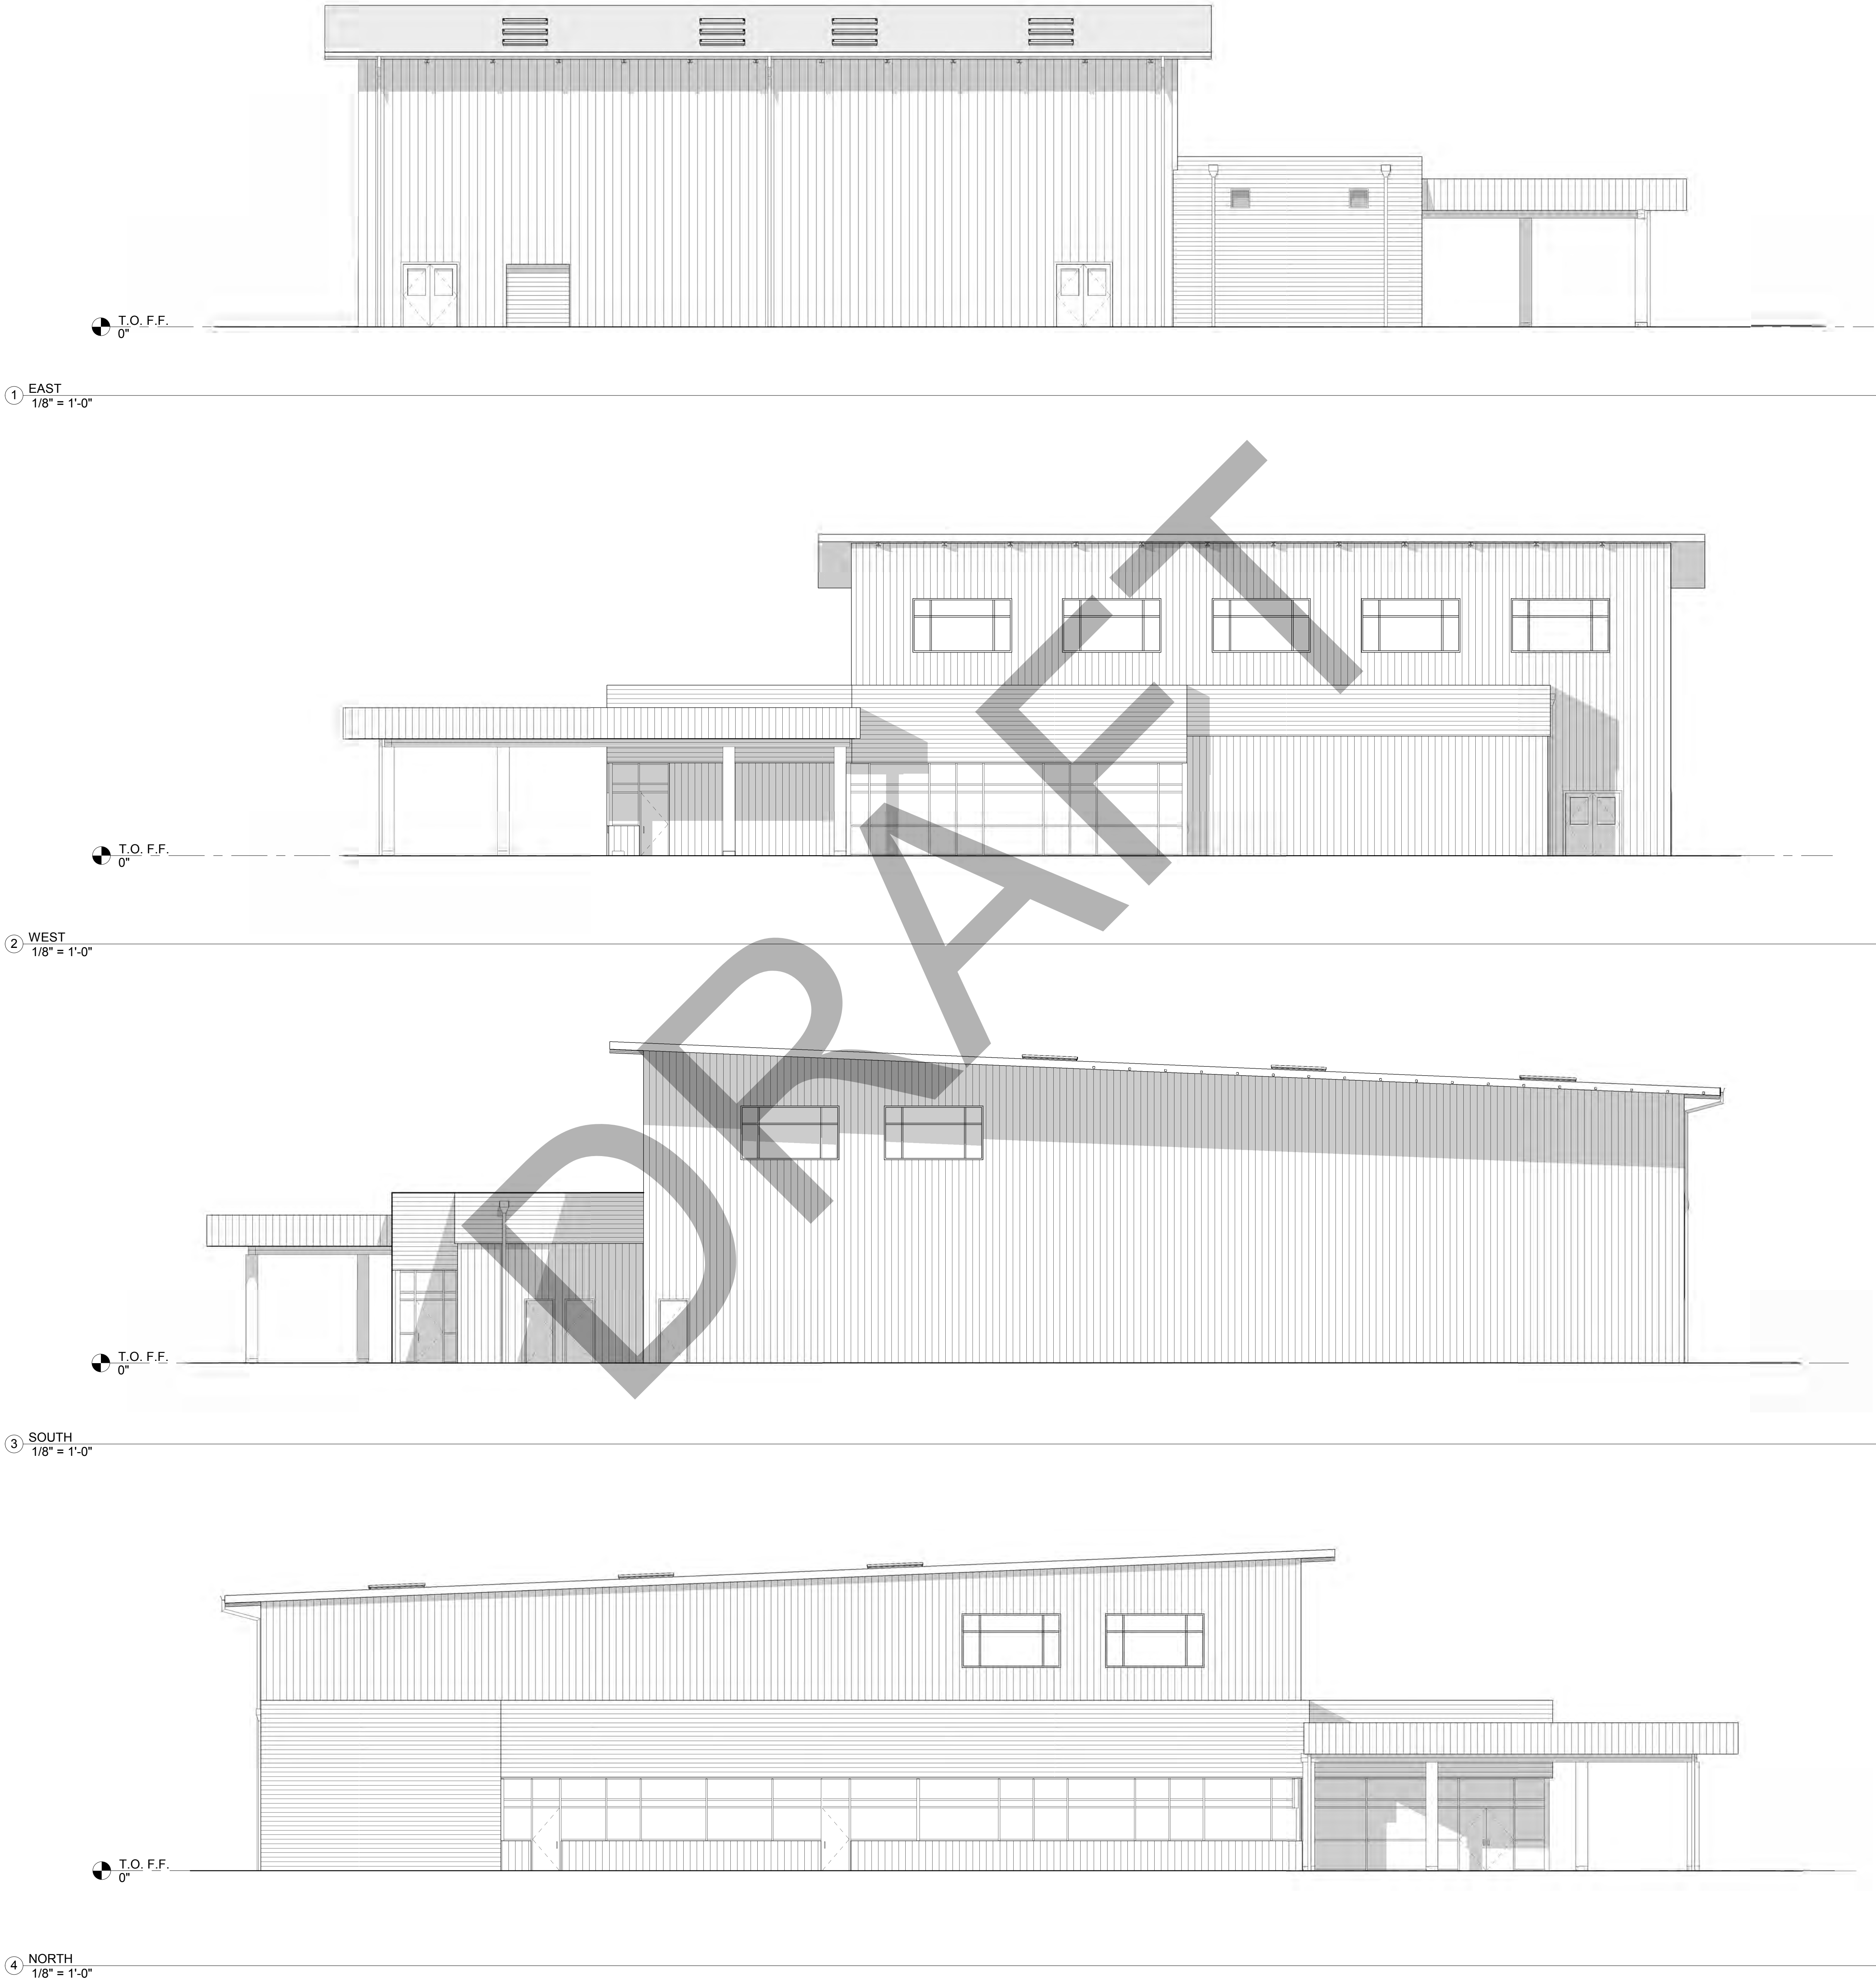 T.O. F.F.
0"
1 EAST
1/8" = 1'-0"
T.O. F.F.
0"
2 WEST
1/8" = 1'-0"
T.O. F.F.
0"
3 SOUTH
1/8" = 1'-0"
T.O. F.F.
0"
4 NORTH
1/8" = 1'-0"
DRAFT